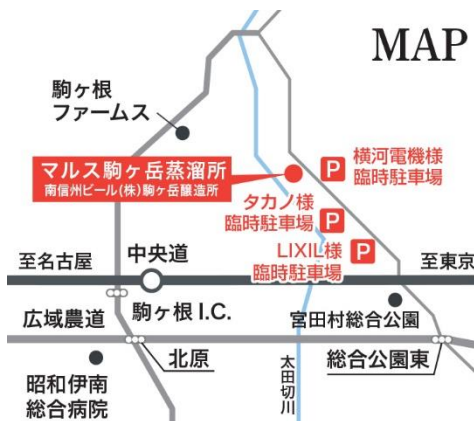 MAP
駒ヶ根
ファームス
マルス駒ヶ岳蒸溜所
南信州ビール(株)駒ヶ岳醸造所
P
横河電機様
臨時駐車場
タカノ様
臨時駐車場
P
LIXIL様
臨時駐車場
P
至名古屋
中央道
至東京
駒ヶ根 I.C.
宮田村総合公園
広域農道
北原
太田切川
総合公園東
昭和伊南
総合病院